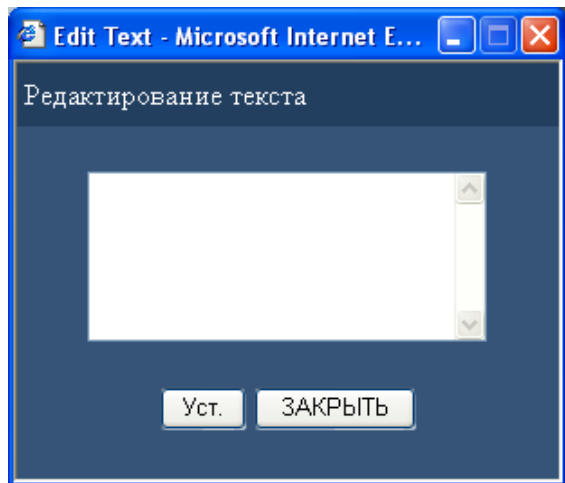 Edit Text - Microsoft Internet E...
Редактирование текста
Уст. ЗАКРЫТЬ